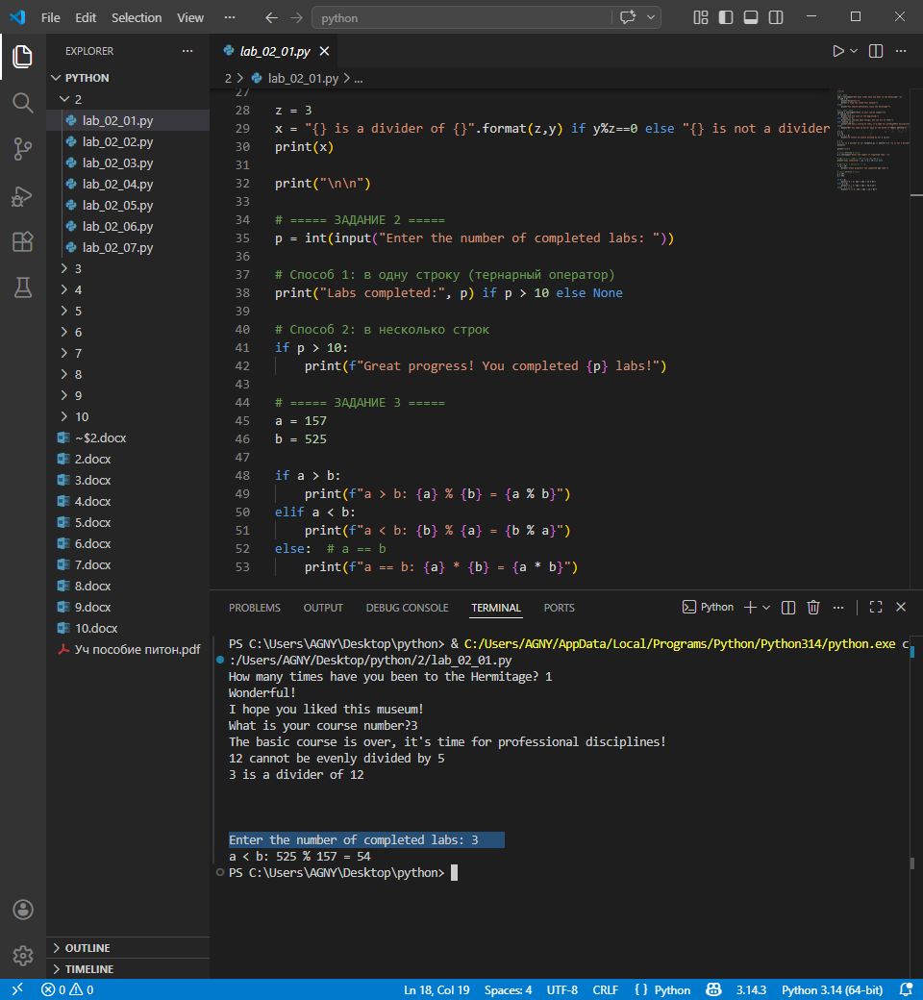 File Edit Selection View ··· python
EXPLORER ···
PYTHON
2
lab_02_01.py
lab_02_02.py
lab_02_03.py
lab_02_04.py
lab_02_05.py
lab_02_06.py
lab_02_07.py
3
4
5
6
7
8
9
10
~$2.docx
2.docx
3.docx
4.docx
5.docx
6.docx
7.docx
8.docx
9.docx
10.docx
Уч пособие питон.pdf
OUTLINE
TIMELINE
lab_02_01.py
2 > lab_02_01.py > ...
27
28 z = 3
29 x = "{} is a divider of {}".format(z,y) if y%z==0 else "{} is not a divider
30 print(x)
31
32 print("\n\n")
33
34 # ===== ЗАДАНИЕ 2 =====
35 p = int(input("Enter the number of completed labs: "))
36
37 # Способ 1: в одну строку (тернарный оператор)
38 print("Labs completed:", p) if p > 10 else None
39
40 # Способ 2: в несколько строк
41 if p > 10:
42     print(f"Great progress! You completed {p} labs!")
43
44 # ===== ЗАДАНИЕ 3 =====
45 a = 157
46 b = 525
47
48 if a > b:
49     print(f"a > b: {a} % {b} = {a % b}")
50 elif a < b:
51     print(f"a < b: {b} % {a} = {b % a}")
52 else:  # a == b
53     print(f"a == b: {a} * {b} = {a * b}")
PROBLEMS OUTPUT DEBUG CONSOLE TERMINAL PORTS Python
PS C:\Users\AGNY\Desktop\python> & C:/Users/AGNY/AppData/Local/Programs/Python/Python314/python.exe c
:/Users/AGNY/Desktop/python/2/lab_02_01.py
How many times have you been to the Hermitage? 1
Wonderful!
I hope you liked this museum!
What is your course number?3
The basic course is over, it's time for professional disciplines!
12 cannot be evenly divided by 5
3 is a divider of 12
Enter the number of completed labs: 3
a < b: 525 % 157 = 54
PS C:\Users\AGNY\Desktop\python>
0 0 Ln 18, Col 19 Spaces: 4 UTF-8 CRLF { } Python 3.14.3 Python 3.14 (64-bit)